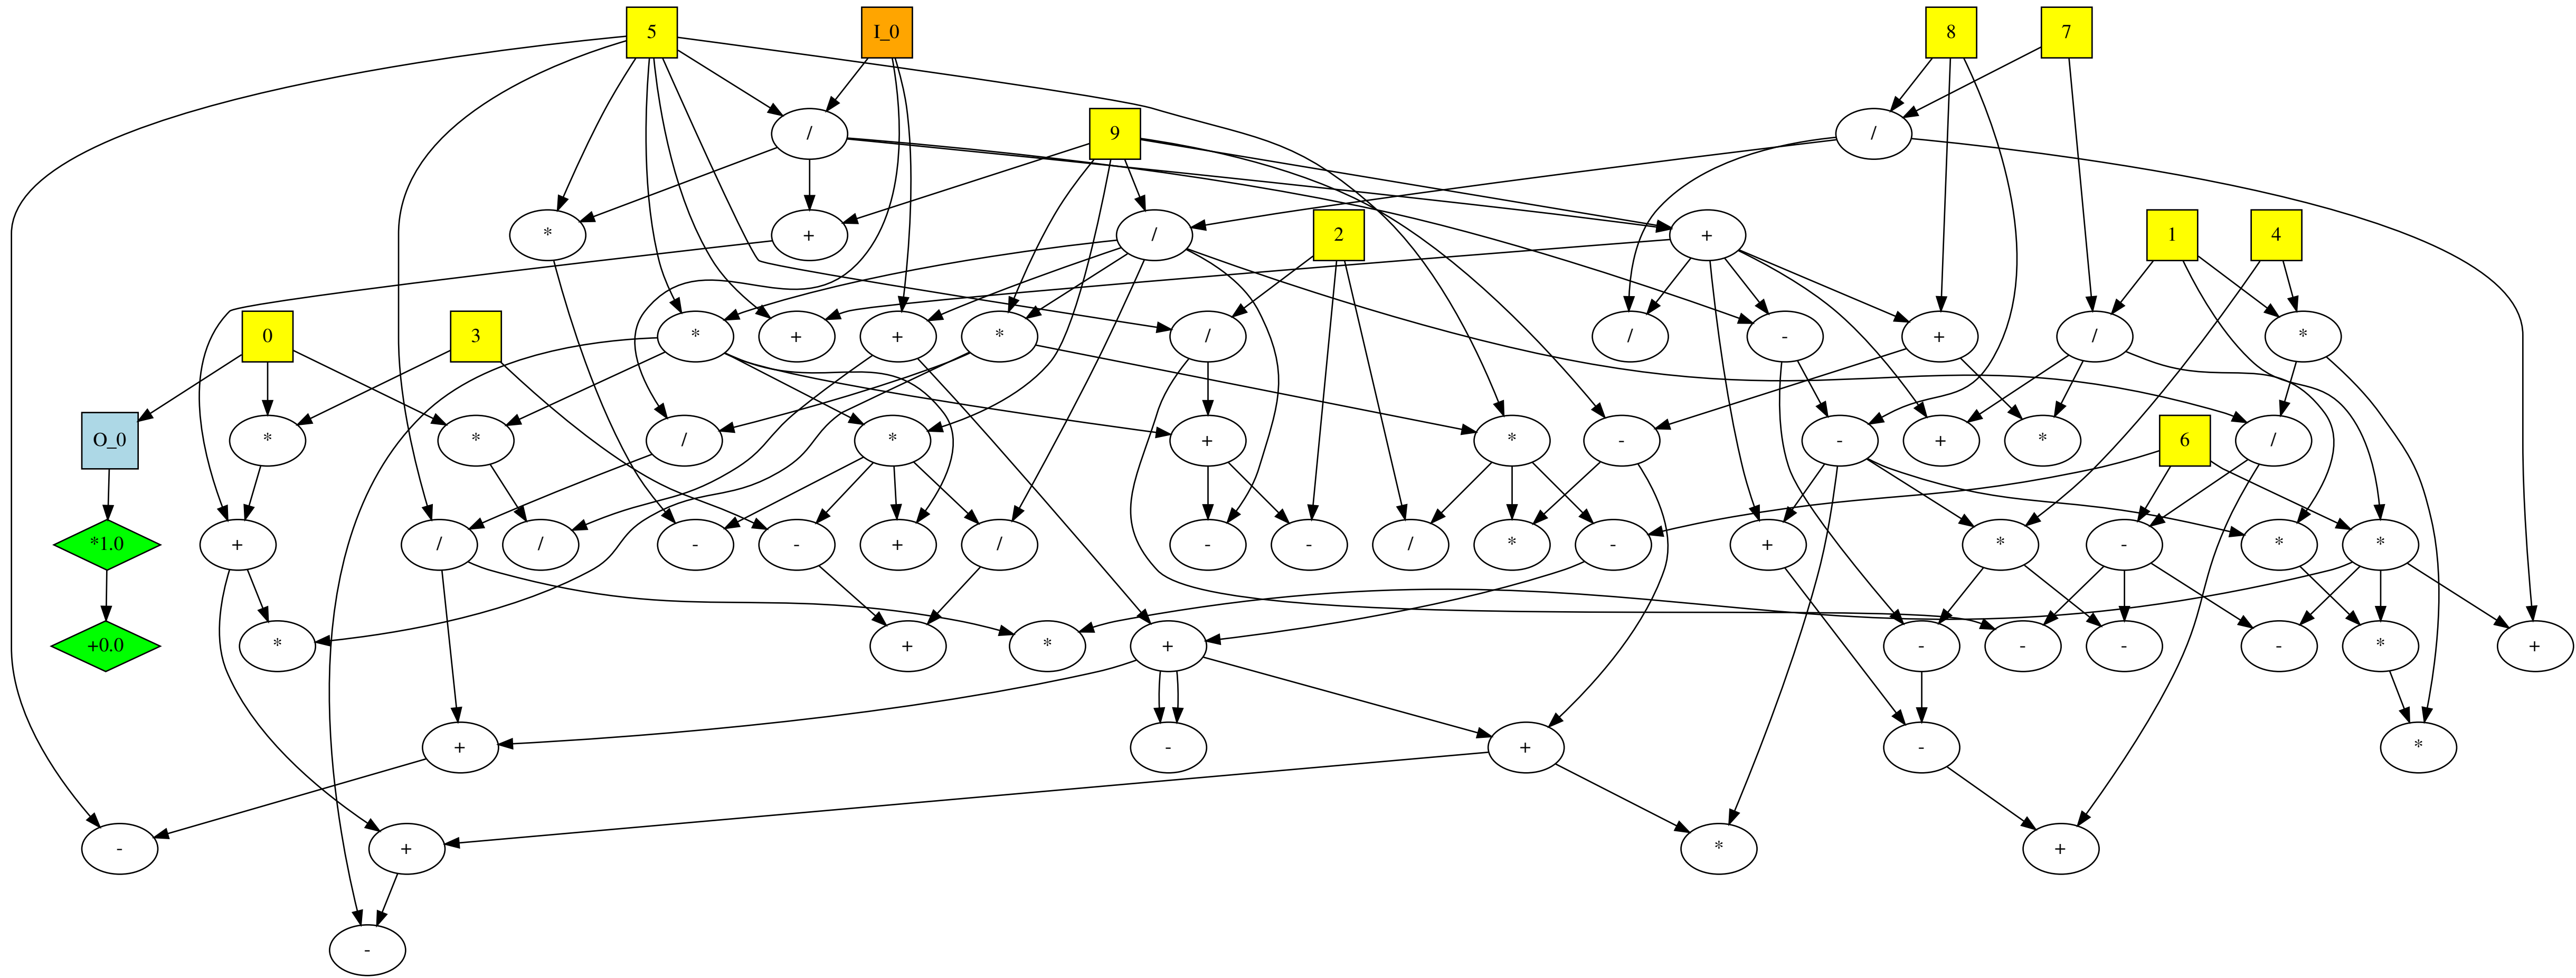 5 I_0 8 7
/ 9 /
* + / 2 + 1 4
0 3 * + + * / / - + / *
O_0 * * / * + * - - + * 6 /
*1.0 + / / - - + / - - / * - + * - * *
+0.0 * + * + - - - - * +
+ - + - *
- + * +
-